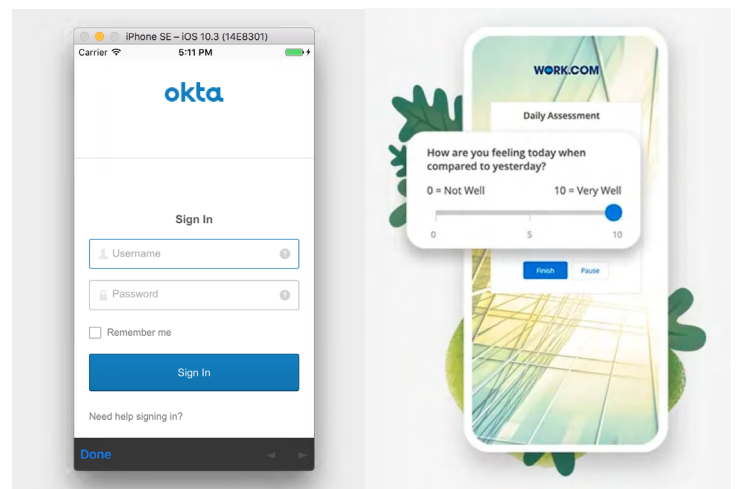 iPhone SE – iOS 10.3 (14E8301)
Carrier 5:11 PM
okta
Sign In
Username ?
Password ?
Remember me
Sign In
Need help signing in?
Done
WORK.COM
Daily Assessment
How are you feeling today when
compared to yesterday?
0 = Not Well 10 = Very Well
0 5 10
Finish Pause